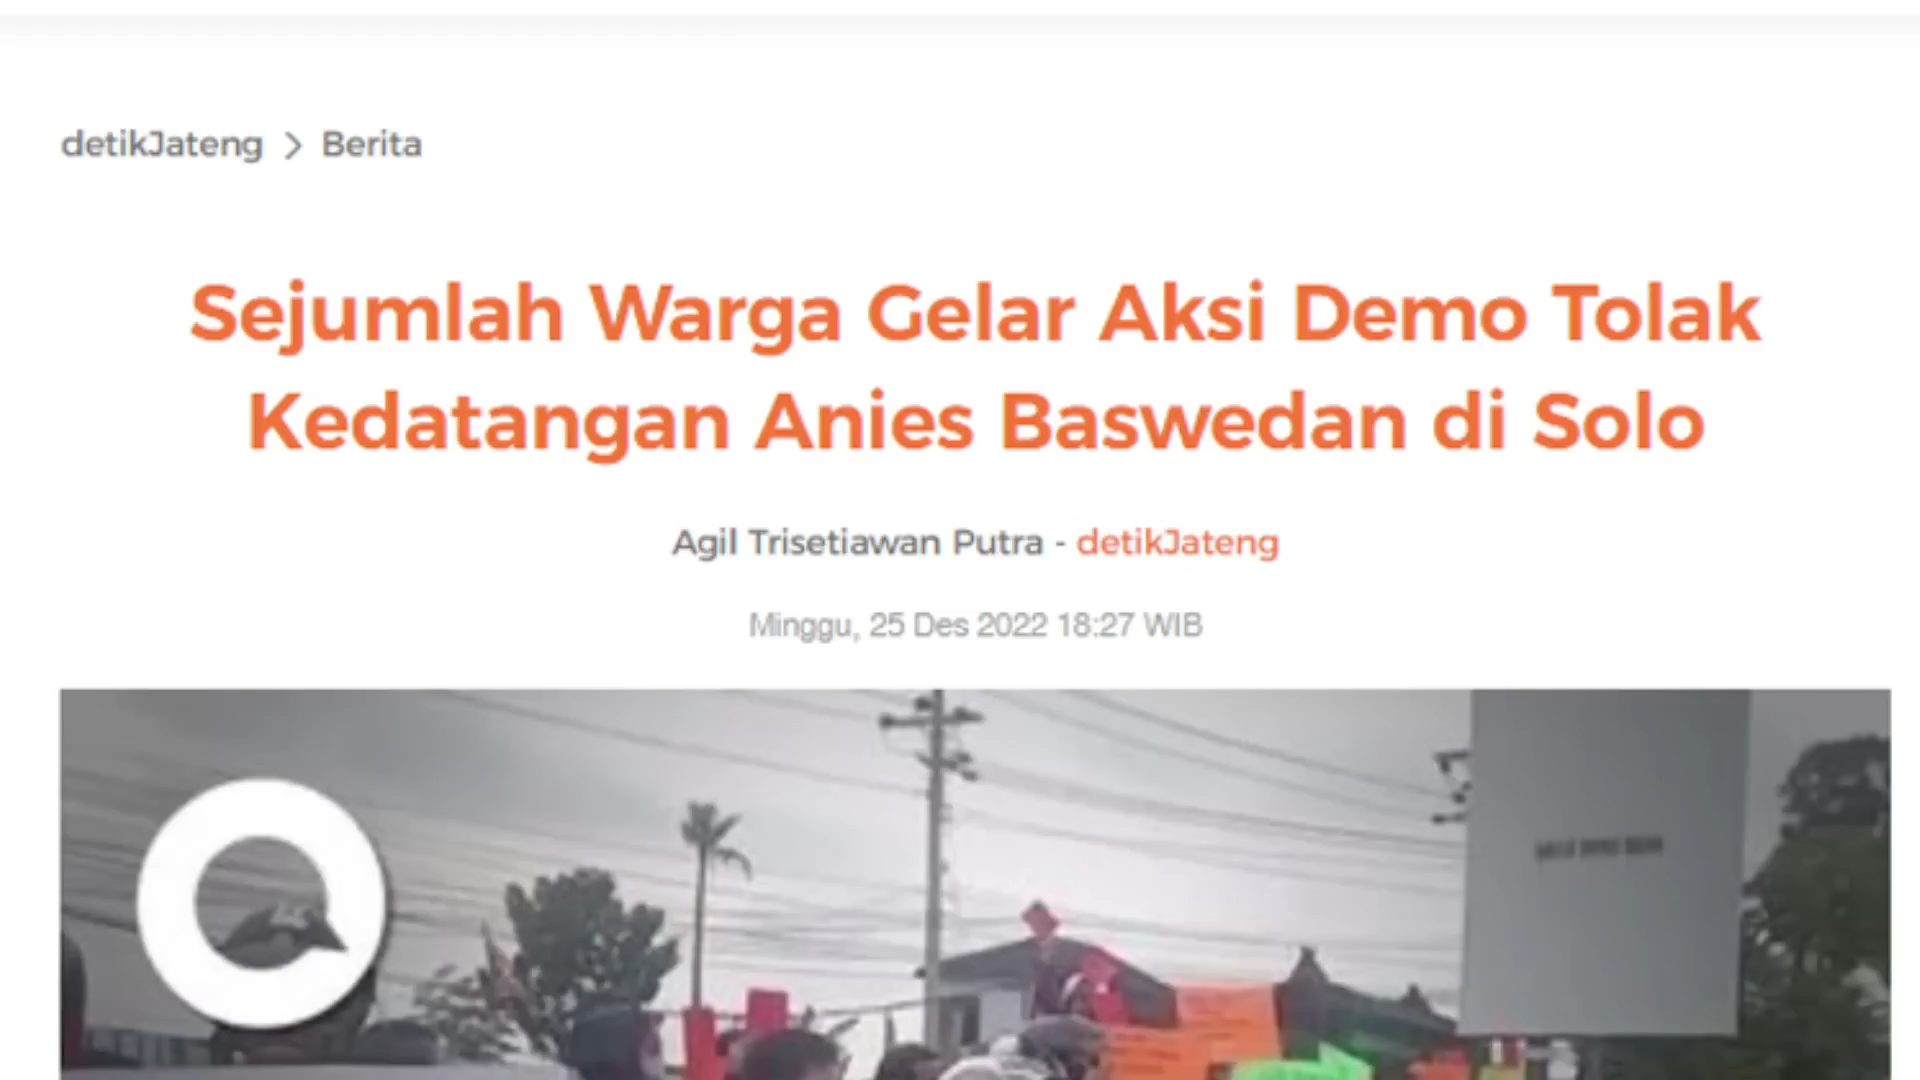 detikJateng > Berita
Sejumlah Warga Gelar Aksi Demo Tolak
Kedatangan Anies Baswedan di Solo
Agil Trisetiawan Putra - detikJateng
Minggu, 25 Des 2022 18:27 WIB